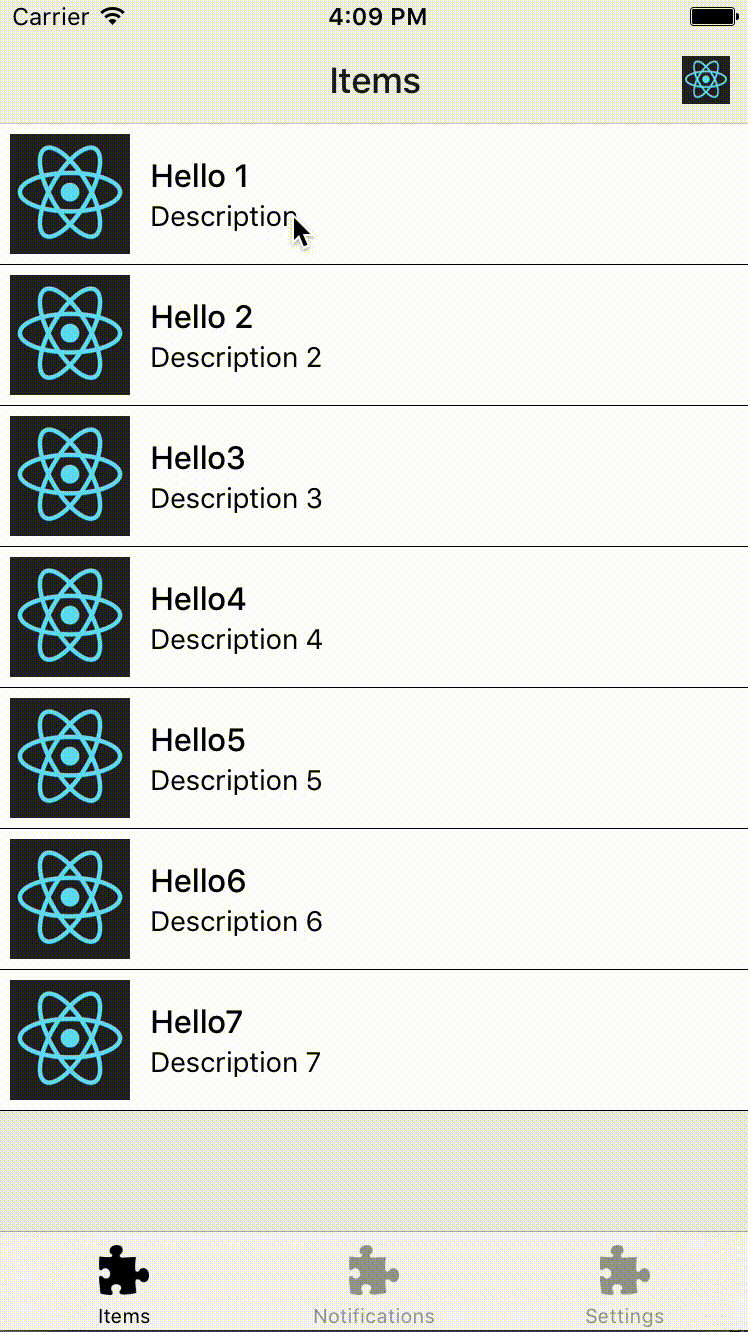 Carrier 4:09 PM
Items
Hello 1
Description
Hello 2
Description 2
Hello3
Description 3
Hello4
Description 4
Hello5
Description 5
Hello6
Description 6
Hello7
Description 7
Items Notifications Settings